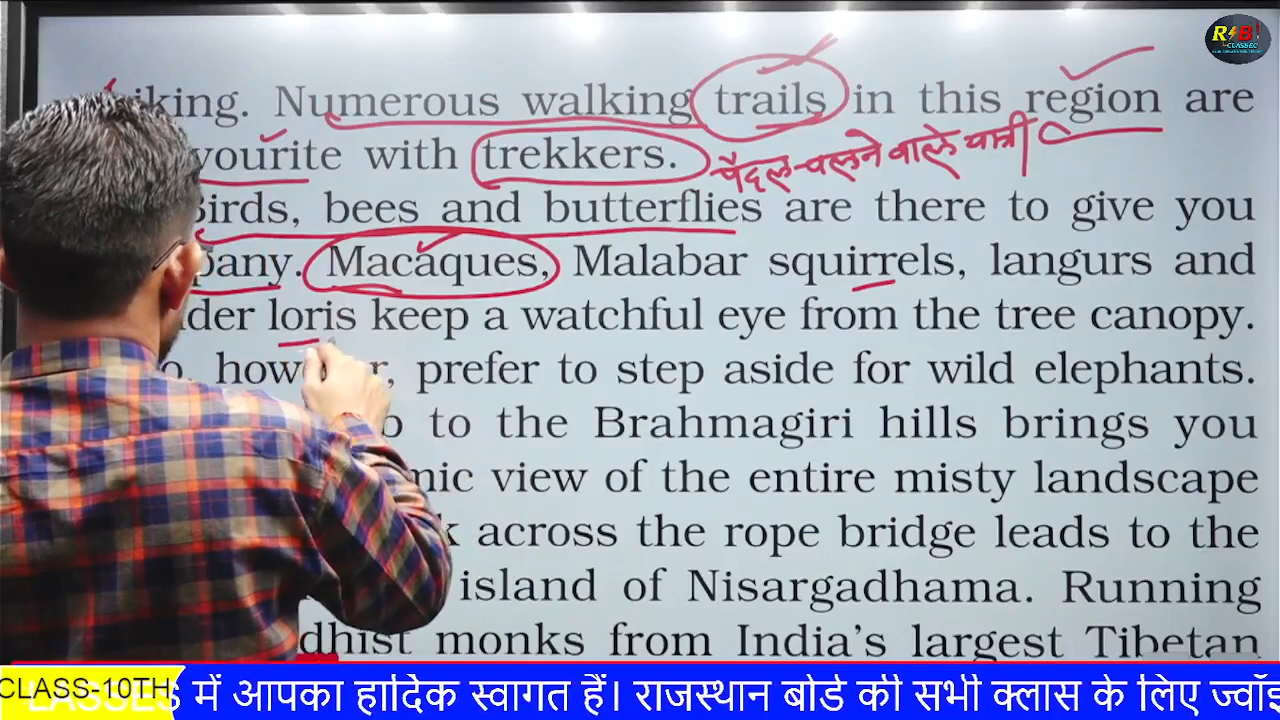 R⚡B!
CLASSEC
iking. Numerous walking trails in this region are
vourite with trekkers. पैदल चलने वाले यात्री
Birds, bees and butterflies are there to give you
pany. Macaques, Malabar squirrels, langurs and
der loris keep a watchful eye from the tree canopy.
o, how r, prefer to step aside for wild elephants.
b to the Brahmagiri hills brings you
mic view of the entire misty landscape
k across the rope bridge leads to the
island of Nisargadhama. Running
dhist monks from India's largest Tibetan
CLASS-10TH LASSES में आपका हार्दिक स्वागत हैं। राजस्थान बोर्ड की सभी क्लास के लिए ज्वॉइ